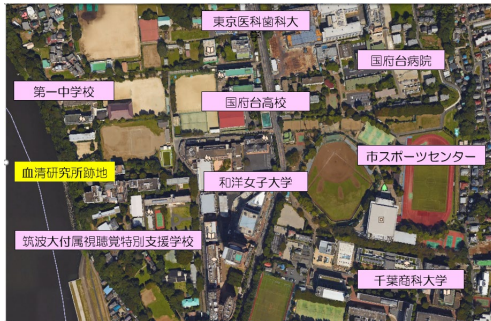 東京医科歯科大
国府台病院
第一中学校
国府台高校
市スポーツセンター
血清研究所跡地
和洋女子大学
筑波大付属視聴覚特別支援学校
千葉商科大学